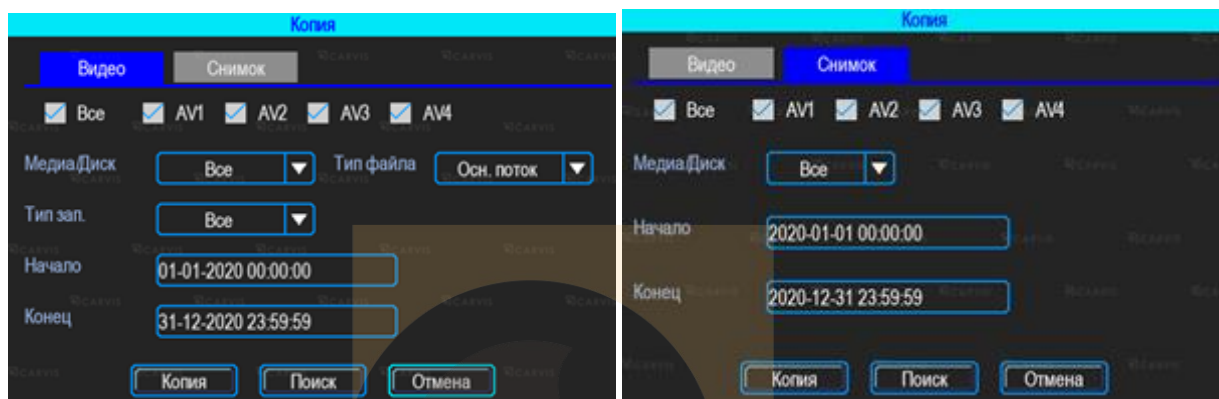 Копия
Видео Снимок
Все AV1 AV2 AV3 AV4
Медиа/Диск Все Тип файла Осн. поток
Тип зап. Все
Начало 01-01-2020 00:00:00
Конец 31-12-2020 23:59:59
Копия Поиск Отмена
Копия
Видео Снимок
Все AV1 AV2 AV3 AV4
Медиа/Диск Все
Начало 2020-01-01 00:00:00
Конец 2020-12-31 23:59:59
Копия Поиск Отмена
CARVIS